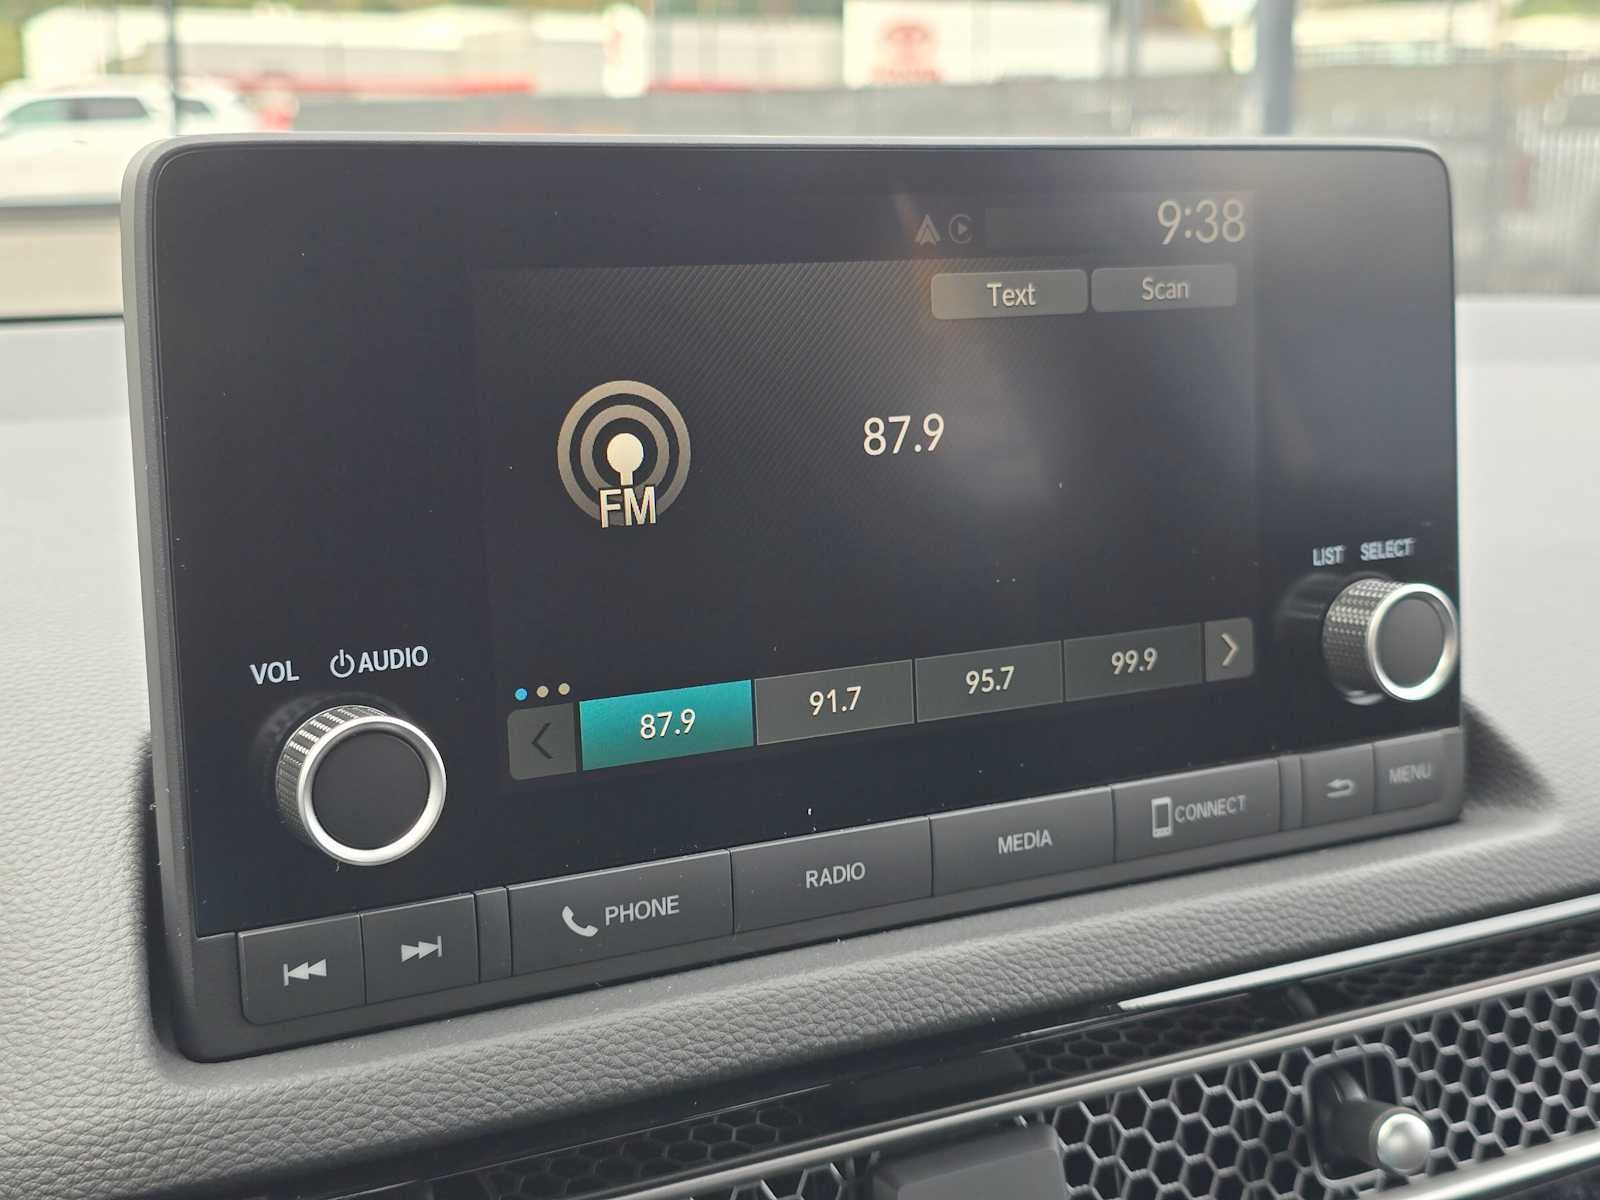 9:38
Text Scan
87.9
FM
LIST SELECT
VOL AUDIO
87.9 91.7 95.7 99.9
PHONE RADIO MEDIA CONNECT MENU